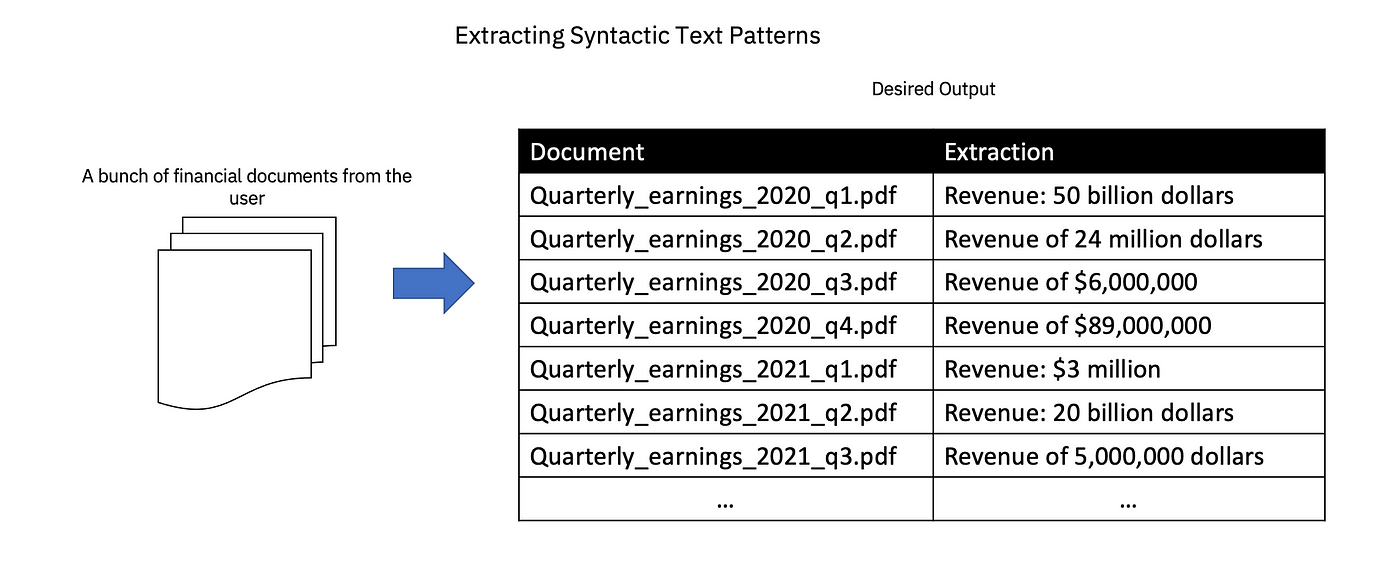 Extracting Syntactic Text Patterns
Desired Output
A bunch of financial documents from the
user
Document Extraction
Quarterly_earnings_2020_q1.pdf Revenue: 50 billion dollars
Quarterly_earnings_2020_q2.pdf Revenue of 24 million dollars
Quarterly_earnings_2020_q3.pdf Revenue of $6,000,000
Quarterly_earnings_2020_q4.pdf Revenue of $89,000,000
Quarterly_earnings_2021_q1.pdf Revenue: $3 million
Quarterly_earnings_2021_q2.pdf Revenue: 20 billion dollars
Quarterly_earnings_2021_q3.pdf Revenue of 5,000,000 dollars
... ...